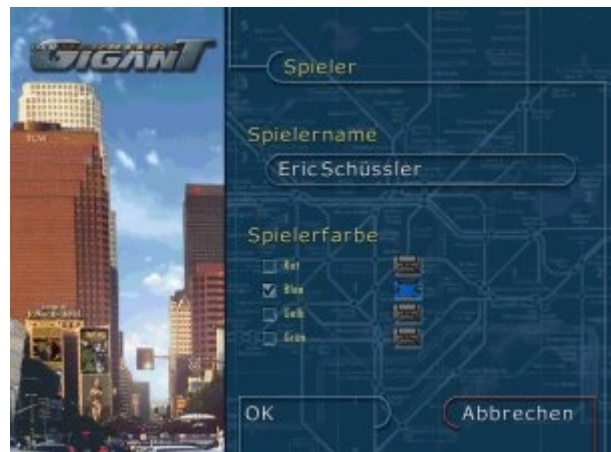 GIGANT
Spieler
Spielername
Eric Schüssler
Spielerfarbe
Rot
Blau
Gelb
Grün
OK
Abbrechen